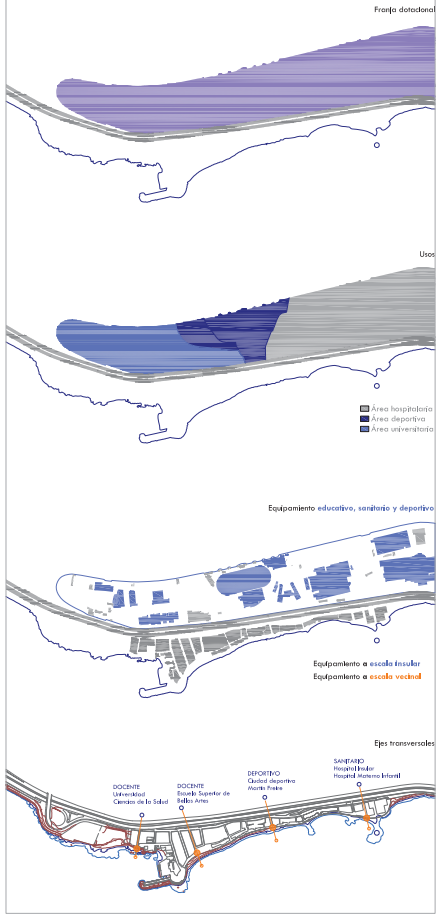 Franja dotacional
Usos
Área hospitalaria
Área deportiva
Área universitaria
Equipamiento educativo, sanitario y deportivo
Equipamiento a escala insular
Equipamiento a escala vecinal
Ejes transversales
DOCENTE
Universidad
Ciencias de la Salud
DOCENTE
Escuela Superior de
Bellas Artes
DEPORTIVO
Ciudad deportiva
Martín Freire
SANITARIO
Hospital Insular
Hospital Materno Infantil